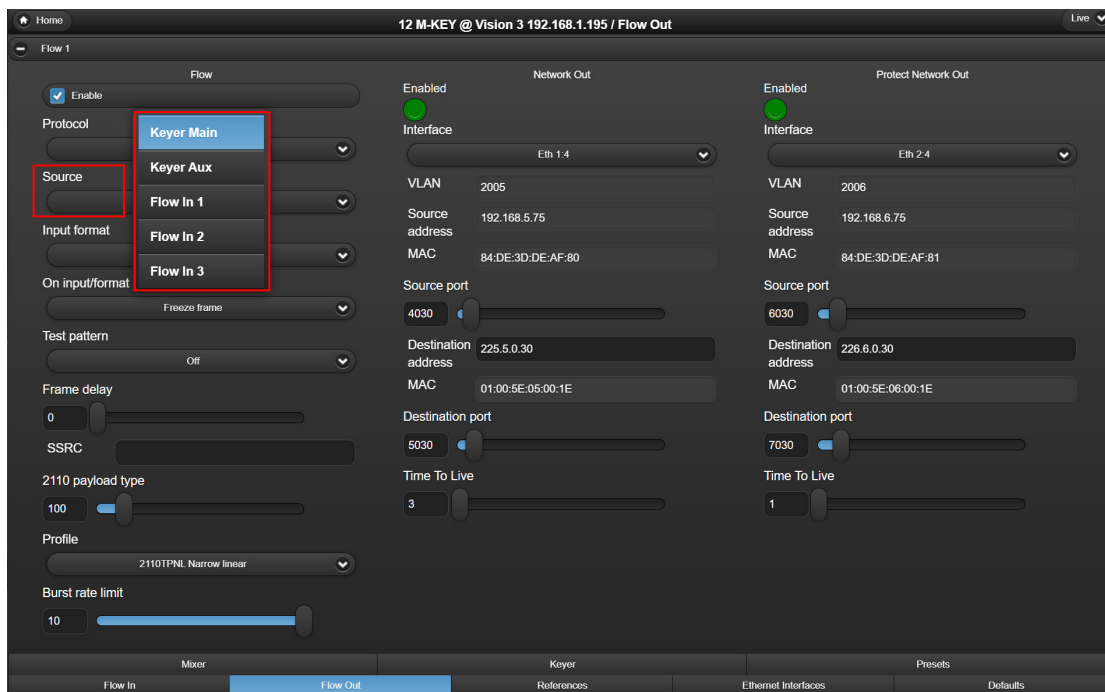 Home
12 M-KEY @ Vision 3 192.168.1.195 / Flow Out
Live
Flow 1
Flow
Enable
Protocol
Source
Input format
On input/format
Keyer Main
Keyer Aux
Flow In 1
Flow In 2
Flow In 3
Freeze frame
Test pattern
Off
Frame delay
0
SSRC
2110 payload type
100
Profile
2110TPNL Narrow linear
Burst rate limit
10
Network Out
Enabled
Interface
Eth 1:4
VLAN 2005
Source address 192.168.5.75
MAC 84:DE:3D:DE:AF:80
Source port
4030
Destination address 225.5.0.30
MAC 01:00:5E:05:00:1E
Destination port
5030
Time To Live
3
Protect Network Out
Enabled
Interface
Eth 2:4
VLAN 2006
Source address 192.168.6.75
MAC 84:DE:3D:DE:AF:81
Source port
6030
Destination address 226.6.0.30
MAC 01:00:5E:06:00:1E
Destination port
7030
Time To Live
1
Mixer Keyer Presets
Flow In Flow Out References Ethernet Interfaces Defaults